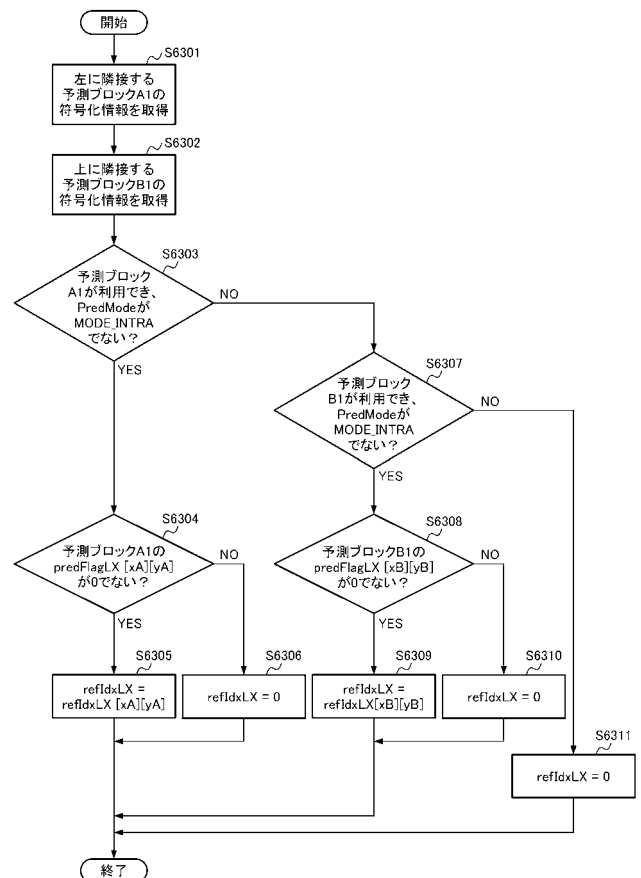 開始
S6301
左に隣接する
予測ブロックA1の
符号化情報を取得
S6302
上に隣接する
予測ブロックB1の
符号化情報を取得
S6303
予測ブロック
A1が利用でき、
PredModeが
MODE_INTRA
でない？
NO
YES
S6307
予測ブロック
B1が利用でき、
PredModeが
MODE_INTRA
でない？
NO
YES
S6304
予測ブロックA1の
predFlagLX [xA][yA]
が0でない？
NO
YES
S6308
予測ブロックB1の
predFlagLX [xB][yB]
が0でない？
NO
YES
S6305
refIdxLX =
refIdxLX [xA][yA]
S6306
refIdxLX = 0
S6309
refIdxLX =
refIdxLX[xB][yB]
S6310
refIdxLX = 0
S6311
refIdxLX = 0
終了